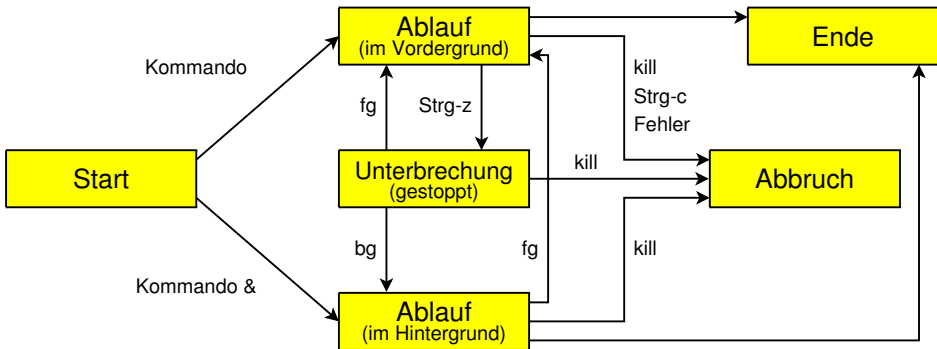 Ablauf
(im Vordergrund)
Ende
Kommando
kill
Strg-c
Fehler
fg
Strg-z
Start
Unterbrechung
(gestoppt)
kill
Abbruch
bg
fg
kill
Kommando &
Ablauf
(im Hintergrund)